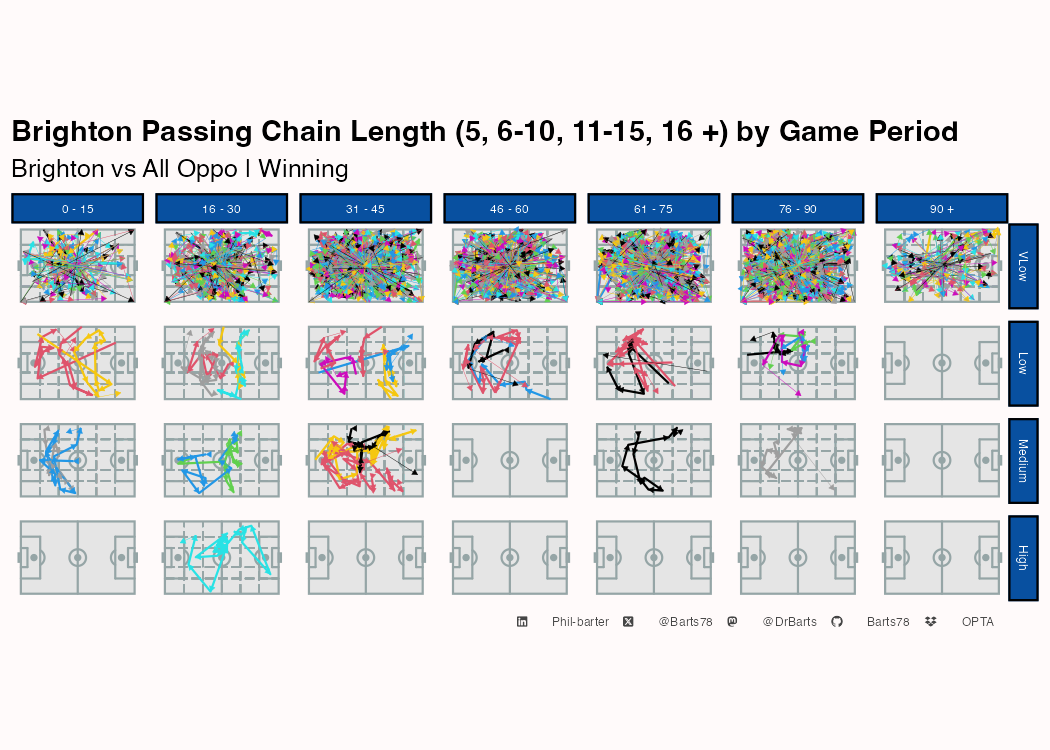 Brighton Passing Chain Length (5, 6-10, 11-15, 16 +) by Game Period
Brighton vs All Oppo | Winning
0 - 15 16 - 30 31 - 45 46 - 60 61 - 75 76 - 90 90 +
VLow
Low
Medium
High
Phil-barter @Barts78 @DrBarts Barts78 OPTA